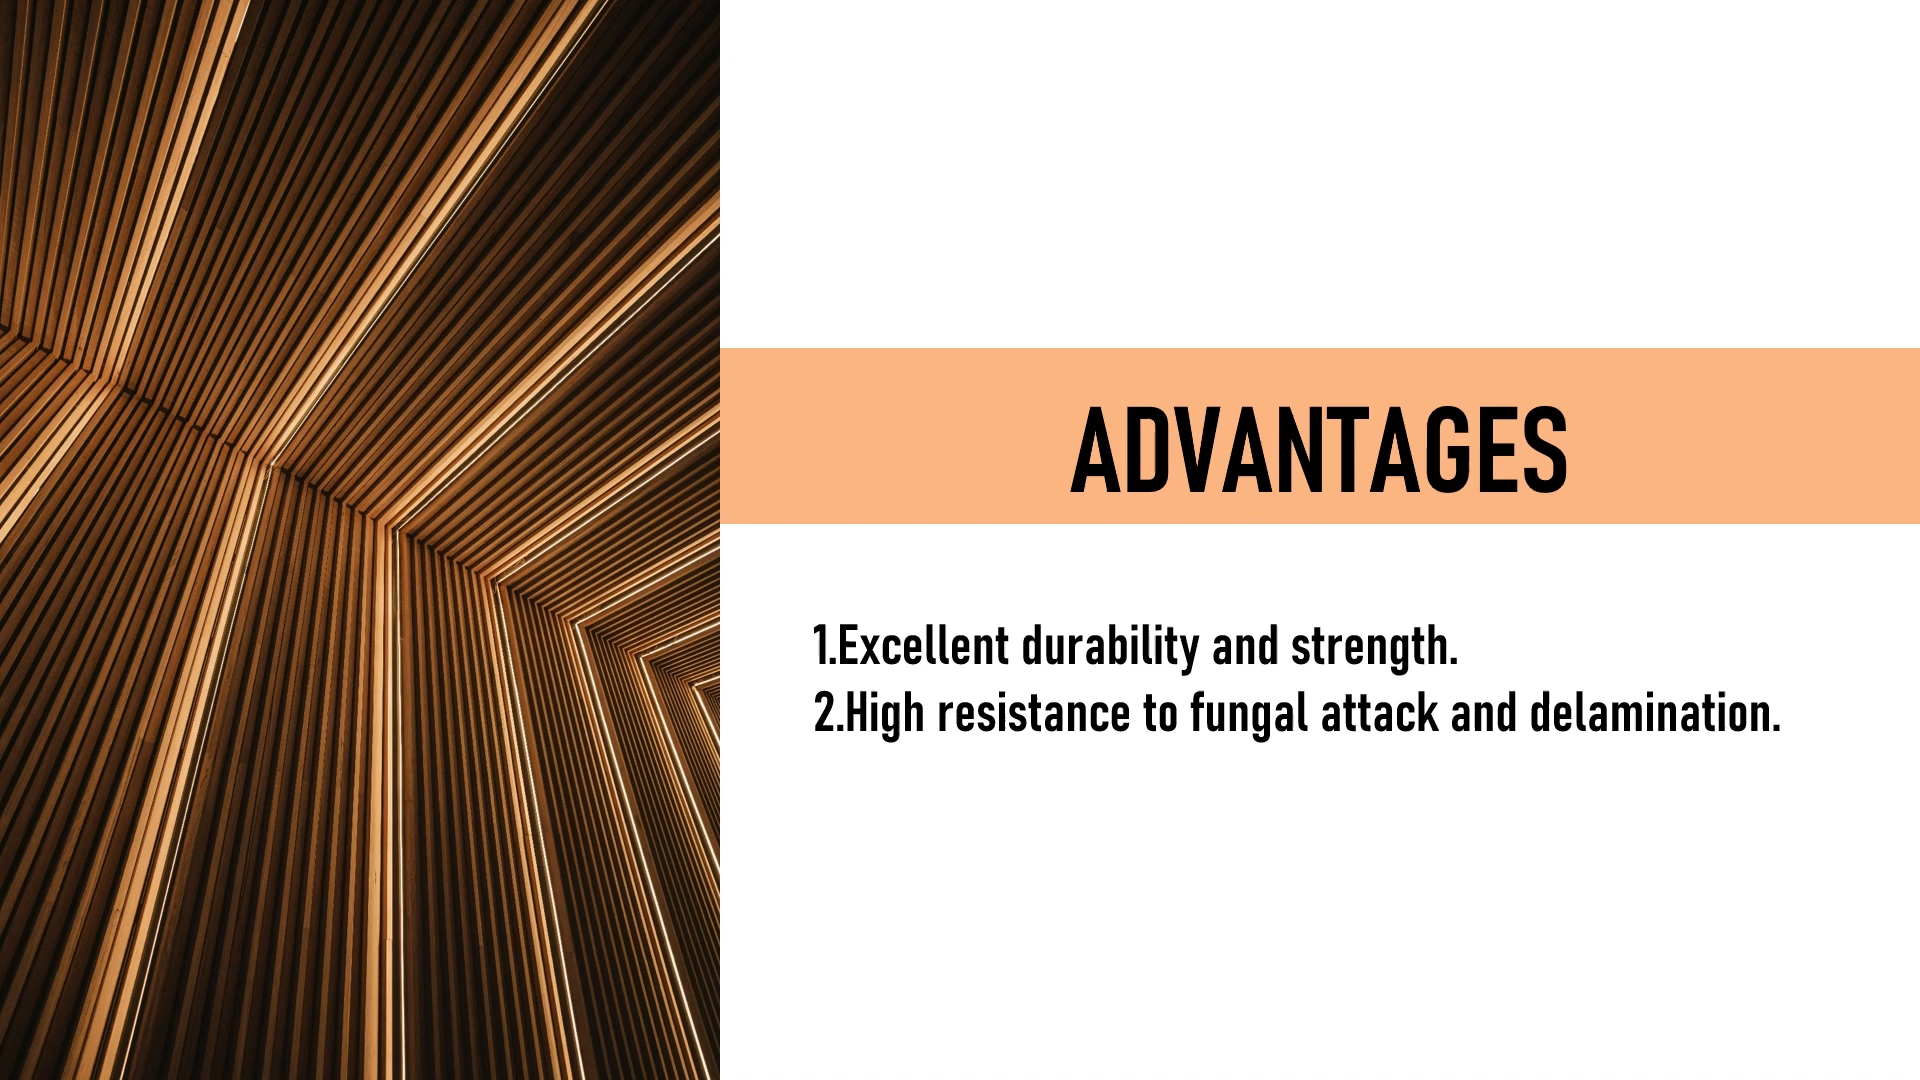 ADVANTAGES
1.Excellent durability and strength.
2.High resistance to fungal attack and delamination.